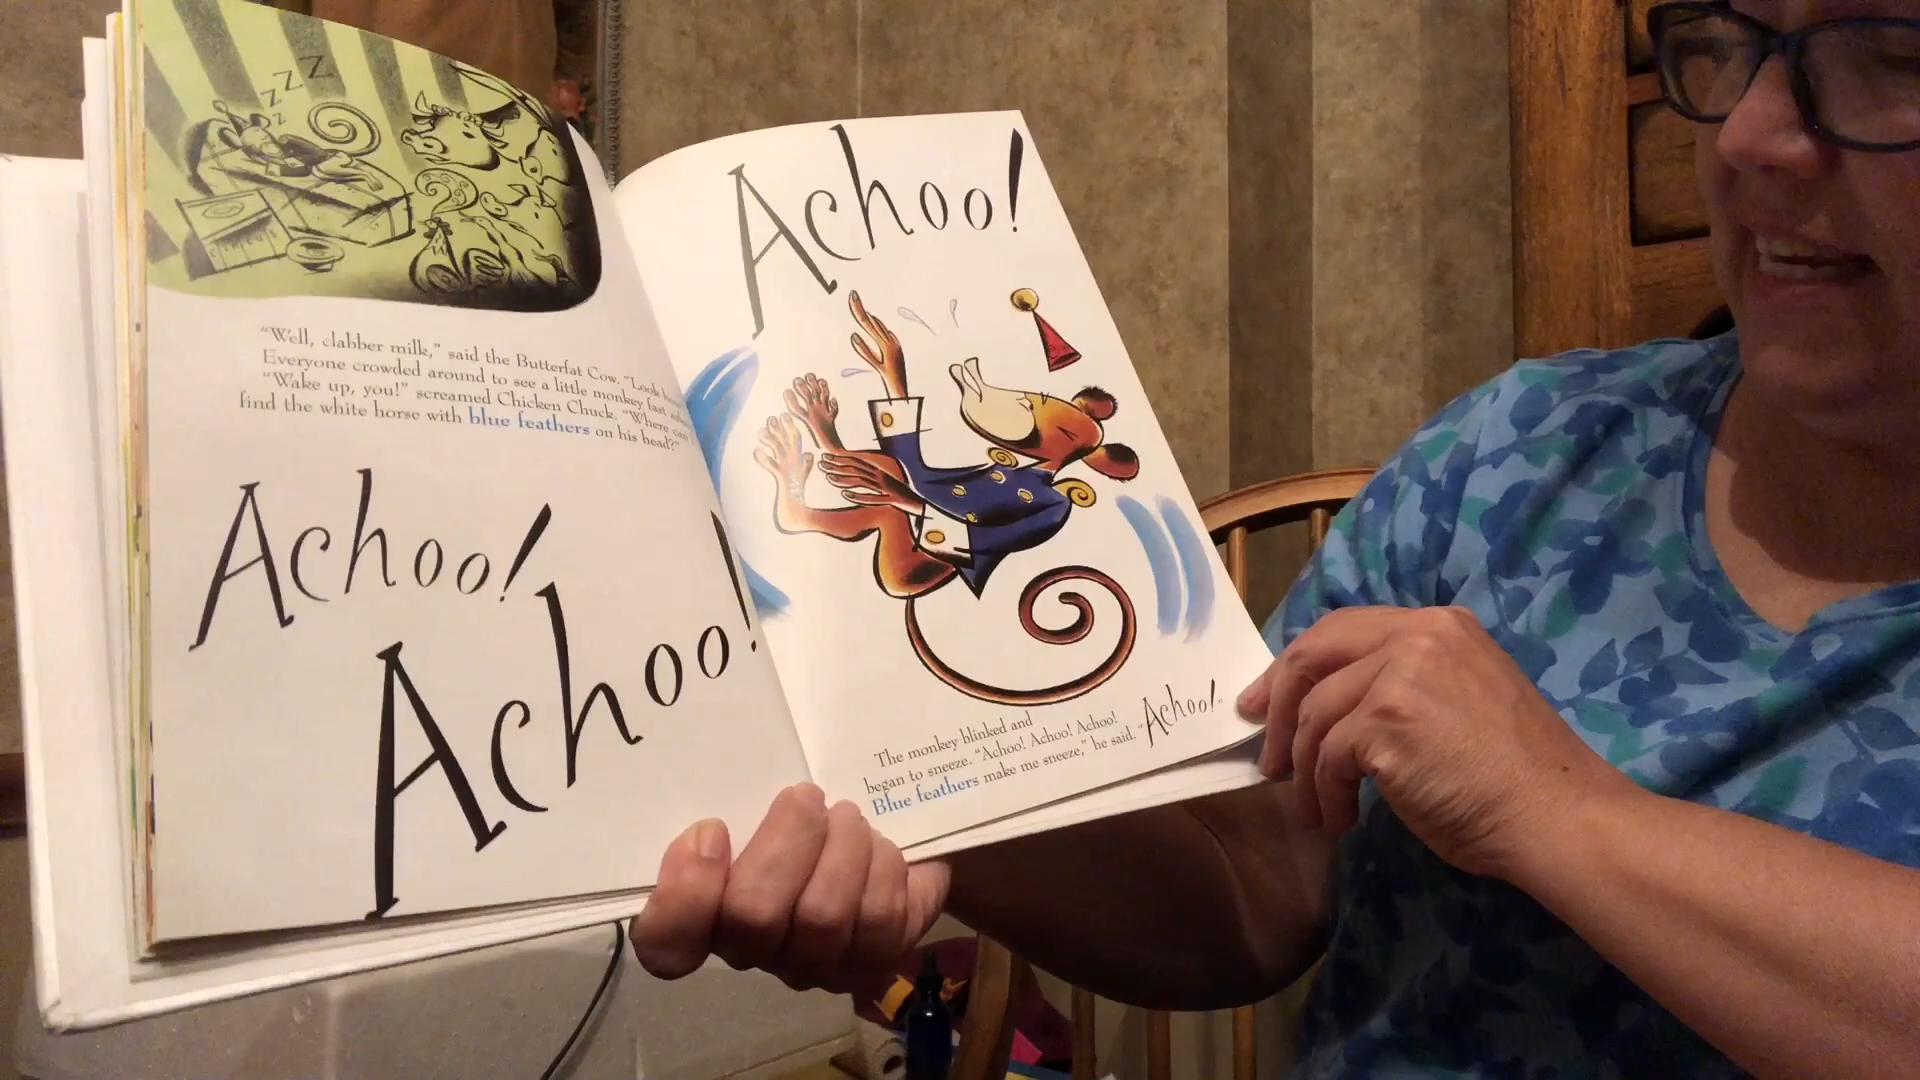 z z z z
"Well, clabber milk," said the Butterfat Cow. "Look
Everyone crowded around to see a little monkey fast
"Wake up, you!" screamed Chicken Chuck. "Where can
find the white horse with blue feathers on his head?"
Achoo!
Achoo!
Achoo!
The monkey blinked and
began to sneeze. "Achoo! Achoo! Achoo!
Blue feathers make me sneeze," he said. "Achoo!"